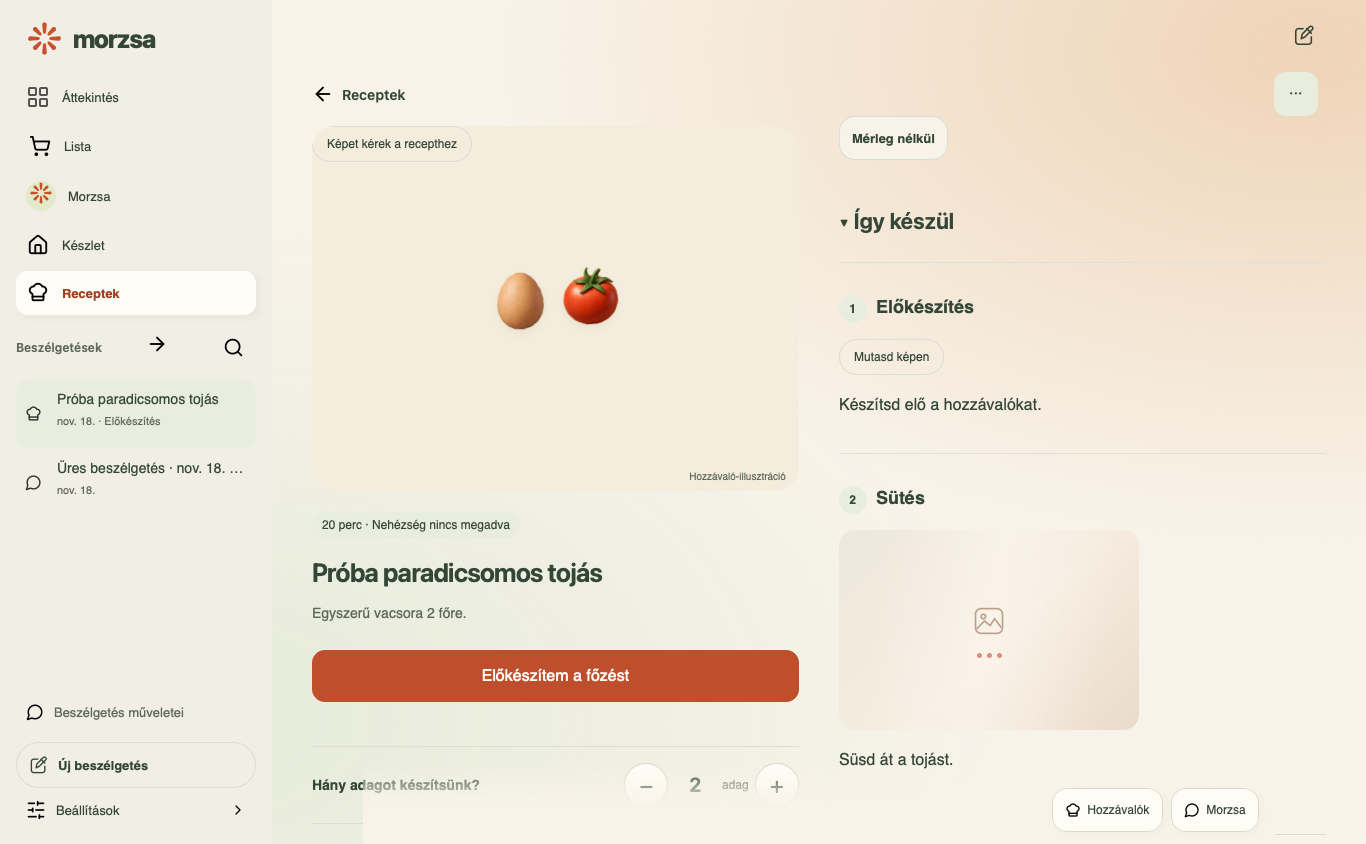 morzsa
Áttekintés
Lista
Morzsa
Készlet
Receptek
Beszélgetések
Próba paradicsomos tojás
nov. 18. · Előkészítés
Üres beszélgetés · nov. 18. …
nov. 18.
Beszélgetés műveletei
Új beszélgetés
Beállítások
Receptek
Képet kérek a recepthez
Hozzávaló-illusztráció
20 perc · Nehézség nincs megadva
Próba paradicsomos tojás
Egyszerű vacsora 2 főre.
Előkészítem a főzést
Hány adagot készítsünk?
− 2 adag +
...
Mérleg nélkül
Így készül
1 Előkészítés
Mutasd képen
Készítsd elő a hozzávalókat.
2 Sütés
Süsd át a tojást.
Hozzávalók
Morzsa